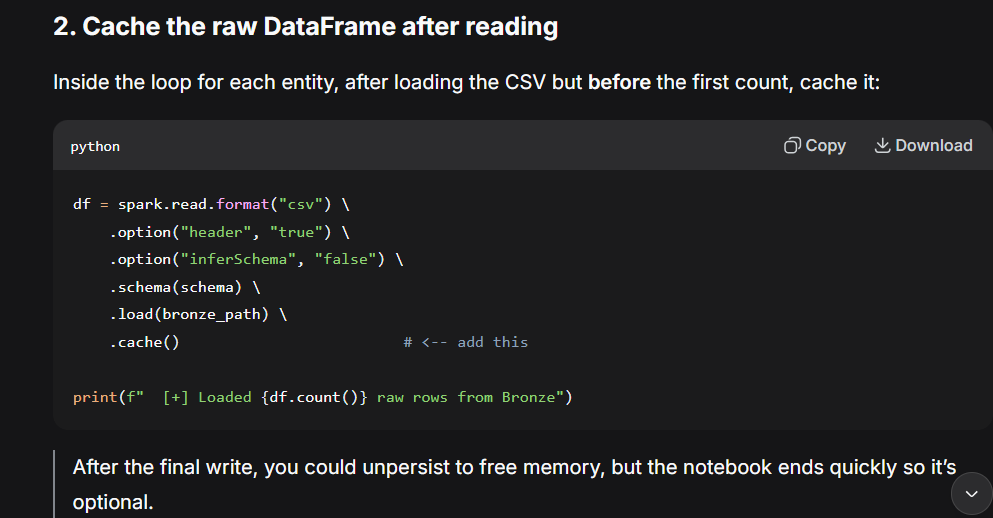 2. Cache the raw DataFrame after reading
Inside the loop for each entity, after loading the CSV but before the first count, cache it:
python
Copy
Download
df = spark.read.format("csv") \
    .option("header", "true") \
    .option("inferSchema", "false") \
    .schema(schema) \
    .load(bronze_path) \
    .cache()                          # <-- add this
print(f"  [+] Loaded {df.count()} raw rows from Bronze")
After the final write, you could unpersist to free memory, but the notebook ends quickly so it's
optional.